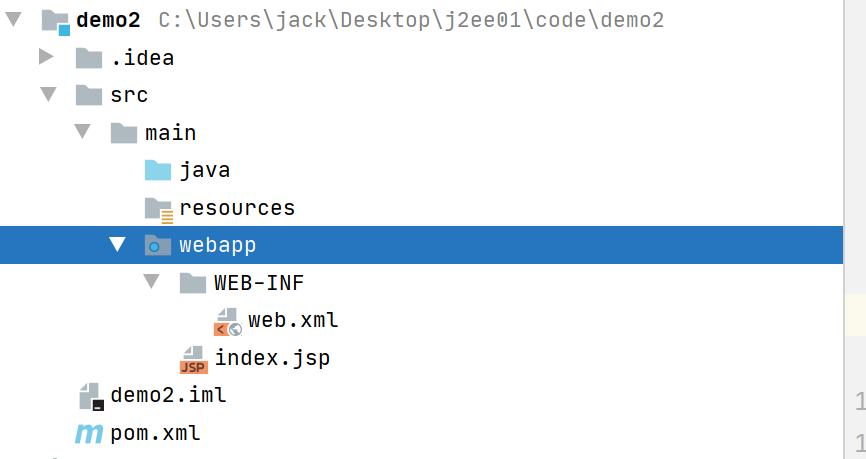 demo2 C:\Users\jack\Desktop\j2ee01\code\demo2
.idea
src
main
java
resources
webapp
WEB-INF
web.xml
index.jsp
JSP
demo2.iml
pom.xml
1
1